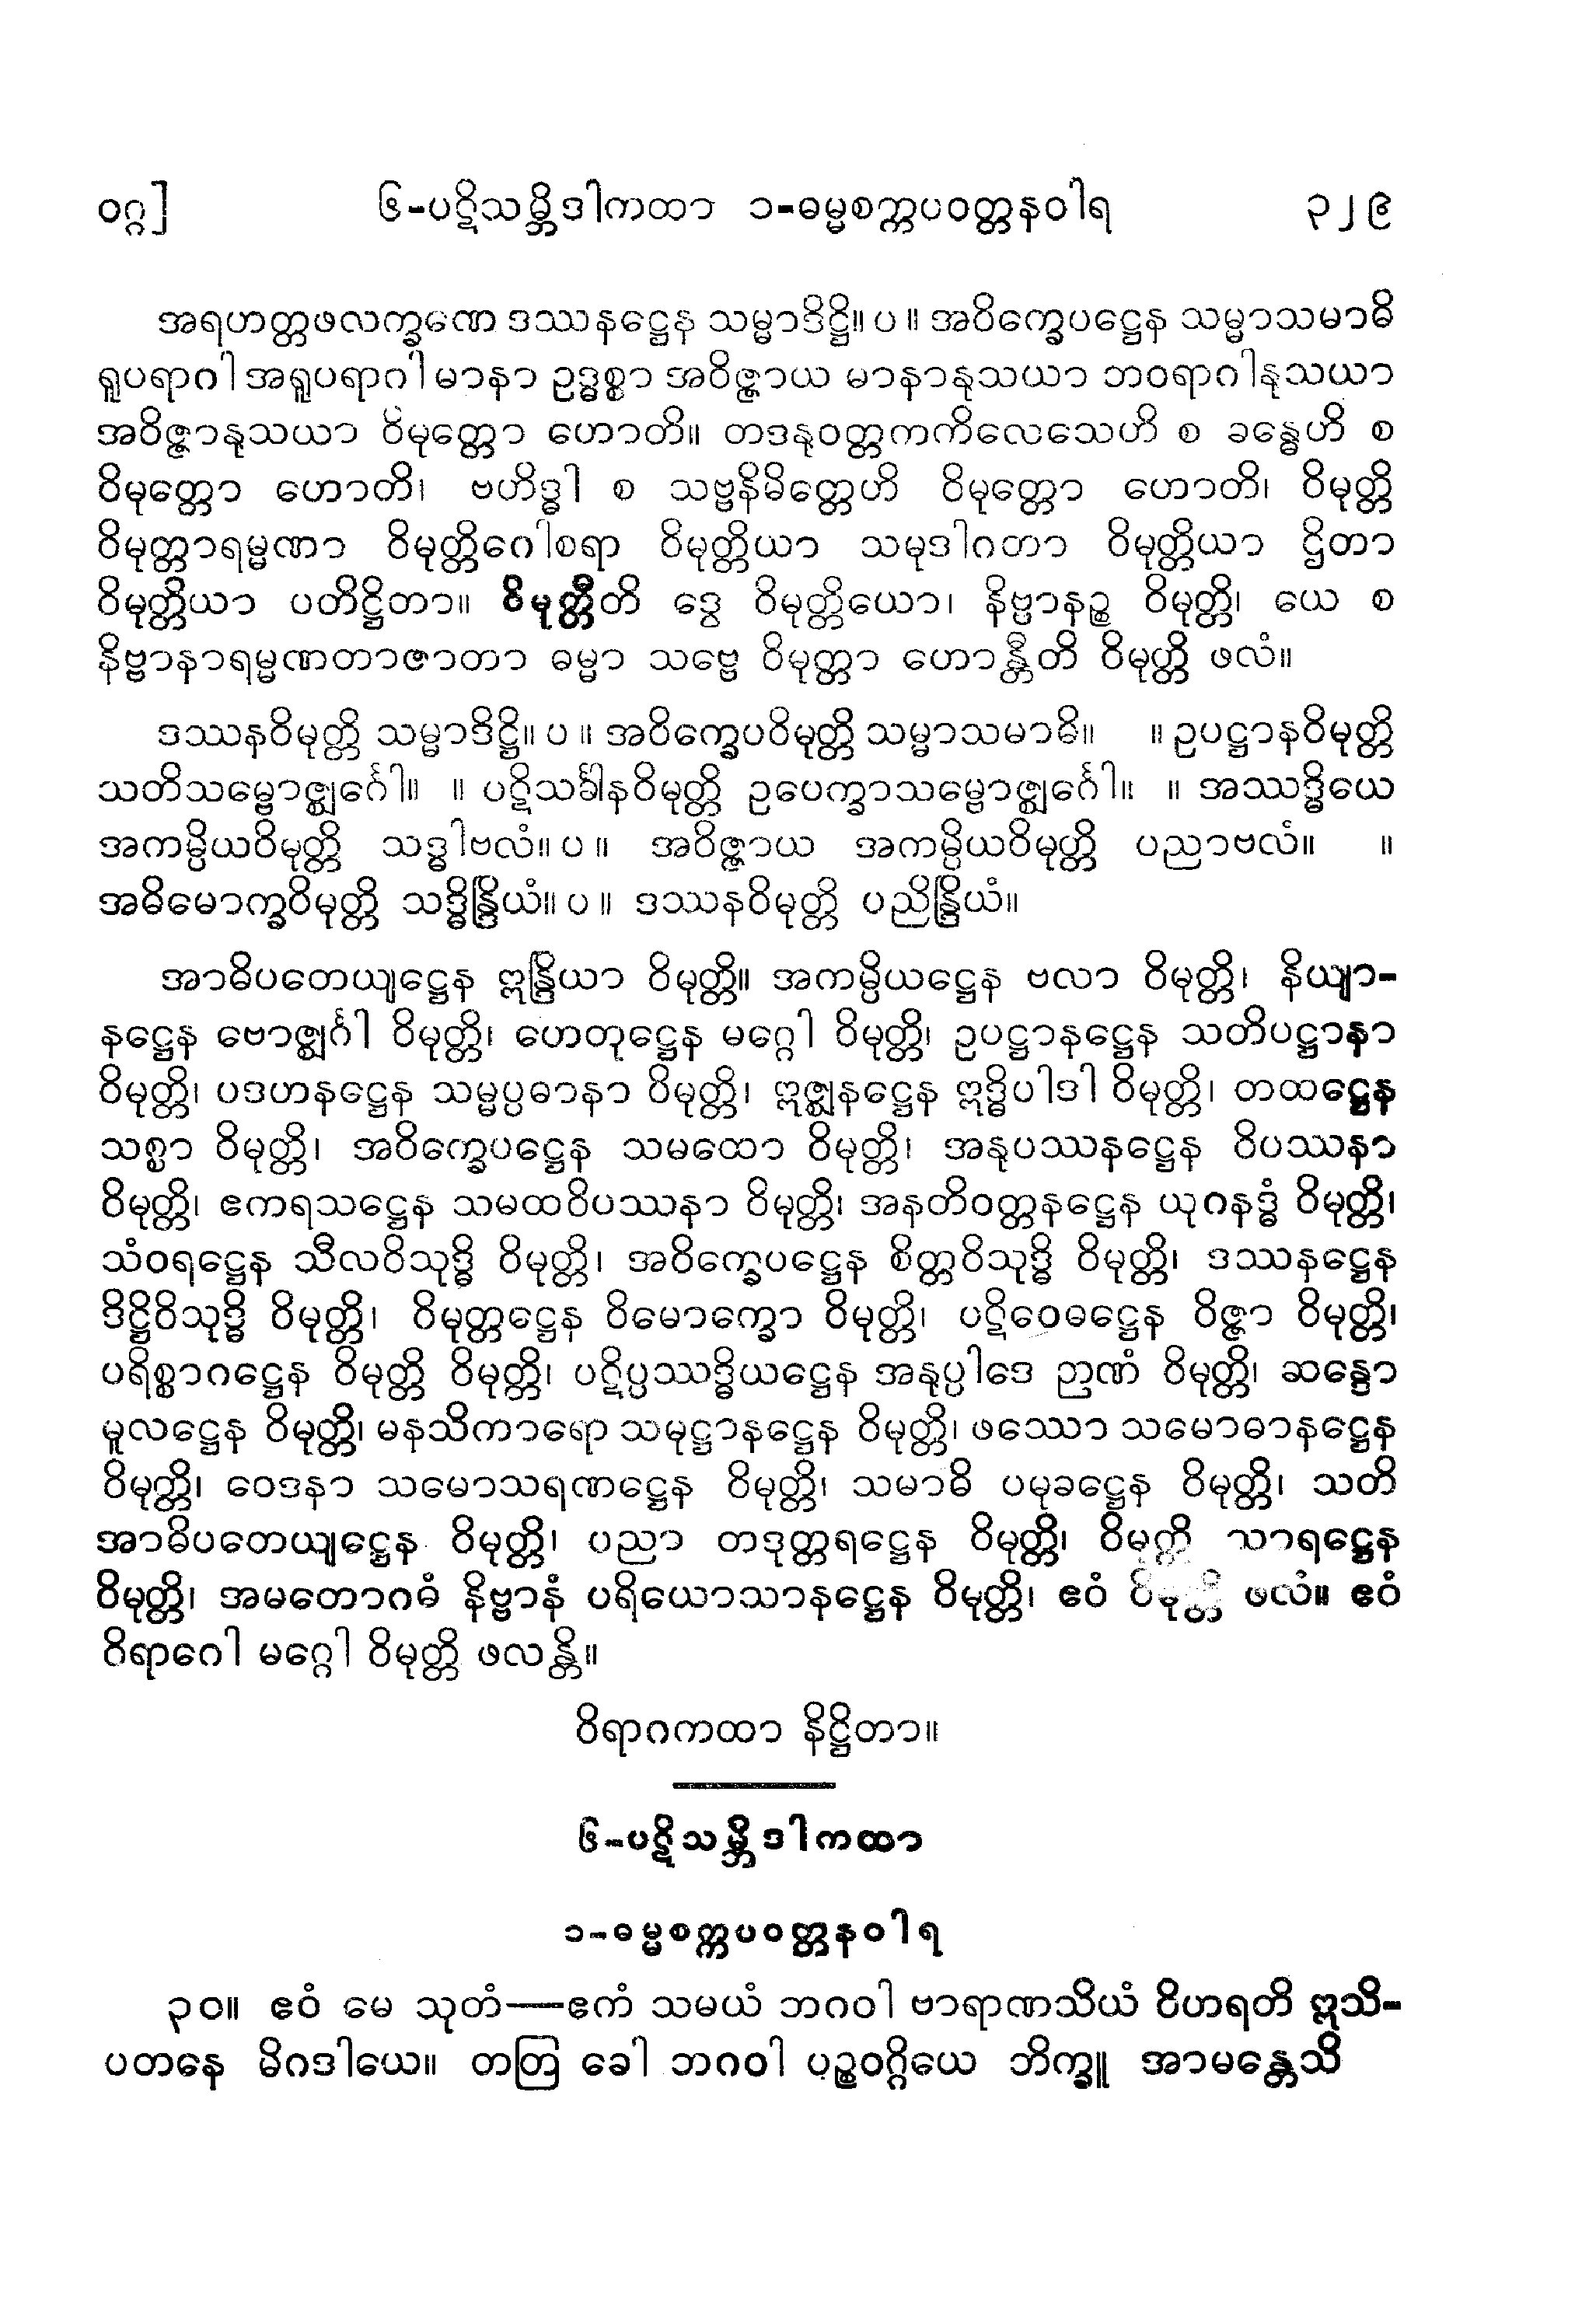 ဝဂ္ဂ] ၆-ပဋိသမ္ဘိဒါကထာ ၁-ဓမ္မစက္ကပဝတ္တနဝါရ ၃၂၉
အရဟတ္တဖလက္ခဏေ ဒဿနဋ္ဌေန သမ္မာဒိဋ္ဌိ။ ပ ။ အဝိက္ခေပဋ္ဌေန သမ္မာသမာဓိ
ရူပရာဂါ အရူပရာဂါ မာနာ ဥဒ္ဓစ္စာ အဝိဇ္ဇာယ မာနာနုသယာ ဘဝရာဂါနုသယာ
အဝိဇ္ဇာနုသယာ ဝိမုတ္တော ဟောတိ။ တဒနုဝတ္တကကိလေသေဟိ စ ခန္ဓေဟိ စ
ဝိမုတ္တော ဟောတိ၊ ဗဟိဒ္ဓါ စ သဗ္ဗနိမိတ္တေဟိ ဝိမုတ္တော ဟောတိ၊ ဝိမုတ္တိ
ဝိမုတ္တာရမ္မဏာ ဝိမုတ္တိဂေါစရာ ဝိမုတ္တိယာ သမုဒါဂတာ ဝိမုတ္တိယာ ဌိတာ
ဝိမုတ္တိယာ ပတိဋ္ဌိတာ။ ဝိမုတ္တီတိ ဒွေ ဝိမုတ္တိယော၊ နိဗ္ဗာနဉ္စ ဝိမုတ္တိ၊ ယေ စ
နိဗ္ဗာနာရမ္မဏတာဇာတာ ဓမ္မာ သဗ္ဗေ ဝိမုတ္တာ ဟောန္တီတိ ဝိမုတ္တိ ဖလံ။
ဒဿနဝိမုတ္တိ သမ္မာဒိဋ္ဌိ။ ပ ။ အဝိက္ခေပဝိမုတ္တိ သမ္မာသမာဓိ။ ။ ဥပဋ္ဌာနဝိမုတ္တိ
သတိသမ္ဗောဇ္ဈင်္ဂေါ။ ။ ပဋိသင်္ခါနဝိမုတ္တိ ဥပေက္ခာသမ္ဗောဇ္ဈင်္ဂေါ။ ။ အဿဒ္ဓိယေ
အကမ္ပိယဝိမုတ္တိ သဒ္ဓါဗလံ။ ပ ။ အဝိဇ္ဇာယ အကမ္ပိယဝိမုတ္တိ ပညာဗလံ။ ။
အဓိမောက္ခဝိမုတ္တိ သဒ္ဓိန္ဒြိယံ။ ပ ။ ဒဿနဝိမုတ္တိ ပညိန္ဒြိယံ။
အာဓိပတေယျဋ္ဌေန ဣန္ဒြိယာ ဝိမုတ္တိ။ အကမ္ပိယဋ္ဌေန ဗလာ ဝိမုတ္တိ၊ နိယျာ-
နဋ္ဌေန ဗောဇ္ဈင်္ဂါ ဝိမုတ္တိ၊ ဟေတုဋ္ဌေန မဂ္ဂေါ ဝိမုတ္တိ၊ ဥပဋ္ဌာနဋ္ဌေန သတိပဋ္ဌာနာ
ဝိမုတ္တိ၊ ပဒဟနဋ္ဌေန သမ္မပ္ပဓာနာ ဝိမုတ္တိ၊ ဣဇ္ဈနဋ္ဌေန ဣဒ္ဓိပါဒါ ဝိမုတ္တိ၊ တထဋ္ဌေန
သစ္စာ ဝိမုတ္တိ၊ အဝိက္ခေပဋ္ဌေန သမထော ဝိမုတ္တိ၊ အနုပဿနဋ္ဌေန ဝိပဿနာ
ဝိမုတ္တိ၊ ဧကရသဋ္ဌေန သမထဝိပဿနာ ဝိမုတ္တိ၊ အနတိဝတ္တနဋ္ဌေန ယုဂနဒ္ဓံ ဝိမုတ္တိ၊
သံဝရဋ္ဌေန သီလဝိသုဒ္ဓိ ဝိမုတ္တိ၊ အဝိက္ခေပဋ္ဌေန စိတ္တဝိသုဒ္ဓိ ဝိမုတ္တိ၊ ဒဿနဋ္ဌေန
ဒိဋ္ဌိဝိသုဒ္ဓိ ဝိမုတ္တိ၊ ဝိမုတ္တဋ္ဌေန ဝိမောက္ခော ဝိမုတ္တိ၊ ပဋိဝေဓဋ္ဌေန ဝိဇ္ဇာ ဝိမုတ္တိ၊
ပရိစ္စာဂဋ္ဌေန ဝိမုတ္တိ ဝိမုတ္တိ၊ ပဋိပ္ပဿဒ္ဓိယဋ္ဌေန အနုပ္ပါဒေ ဉာဏံ ဝိမုတ္တိ၊ ဆန္ဒော
မူလဋ္ဌေန ဝိမုတ္တိ၊ မနသိကာရော သမုဋ္ဌာနဋ္ဌေန ဝိမုတ္တိ၊ ဖဿော သမောဓာနဋ္ဌေန
ဝိမုတ္တိ၊ ဝေဒနာ သမောသရဏဋ္ဌေန ဝိမုတ္တိ၊ သမာဓိ ပမုခဋ္ဌေန ဝိမုတ္တိ၊ သတိ
အာဓိပတေယျဋ္ဌေန ဝိမုတ္တိ၊ ပညာ တဒုတ္တရဋ္ဌေန ဝိမုတ္တိ၊ ဝိမုတ္တိ သာရဋ္ဌေန
ဝိမုတ္တိ၊ အမတောဂဓံ နိဗ္ဗာနံ ပရိယောသာနဋ္ဌေန ဝိမုတ္တိ၊ ဧဝံ ဝိမုတ္တိ ဖလံ။ ဧဝံ
ဝိရာဂေါ မဂ္ဂေါ ဝိမုတ္တိ ဖလန္တိ။
ဝိရာဂကထာ နိဋ္ဌိတာ။
၆-ပဋိသမ္ဘိဒါကထာ
၁-ဓမ္မစက္ကပဝတ္တနဝါရ
၃၀။ ဧဝံ မေ သုတံ—ဧကံ သမယံ ဘဂဝါ ဗာရာဏသိယံ ဝိဟရတိ ဣသိ-
ပတနေ မိဂဒါယေ။ တတြ ခေါ ဘဂဝါ ပဉ္စဝဂ္ဂိယေ ဘိက္ခူ အာမန္တေသိ